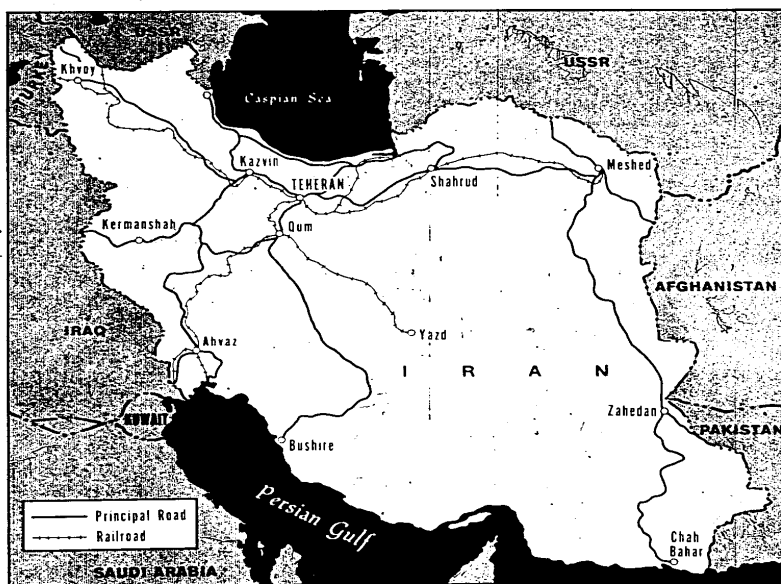 USSR
USSR
TURKEY
Khvoy
Caspian Sea
Kazvin
TEHERAN
Shahrud
Meshed
Kermanshah
Qum
AFGHANISTAN
IRAQ
Ahvaz
Yazd
I R A N
KUWAIT
Zahedan
PAKISTAN
Bushire
Persian Gulf
Principal Road
Railroad
Chah
Bahar
SAUDI ARABIA